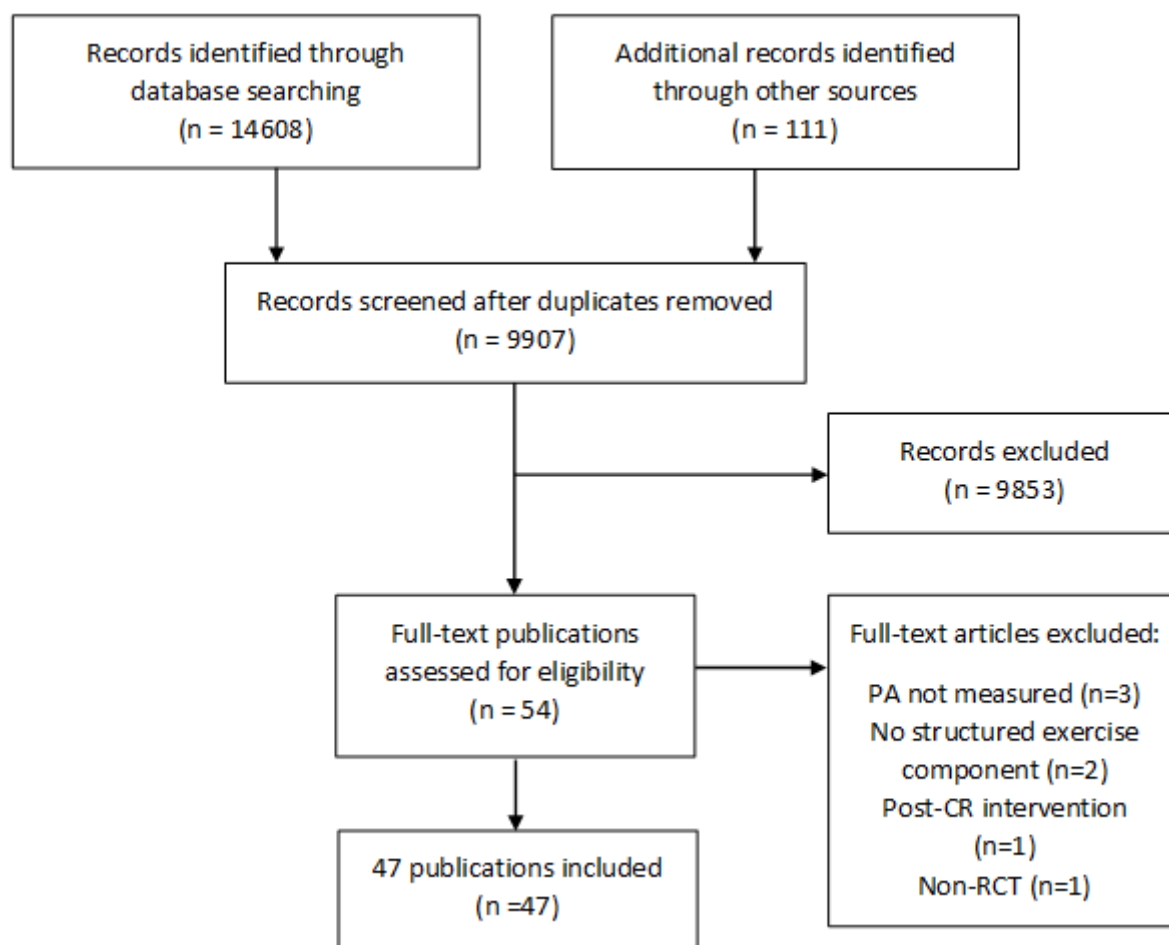 Records identified through
database searching
(n = 14608)
Additional records identified
through other sources
(n = 111)
Records screened after duplicates removed
(n = 9907)
Records excluded
(n = 9853)
Full-text publications
assessed for eligibility
(n = 54)
Full-text articles excluded:
PA not measured (n=3)
No structured exercise
component (n=2)
Post-CR intervention
(n=1)
Non-RCT (n=1)
47 publications included
(n =47)